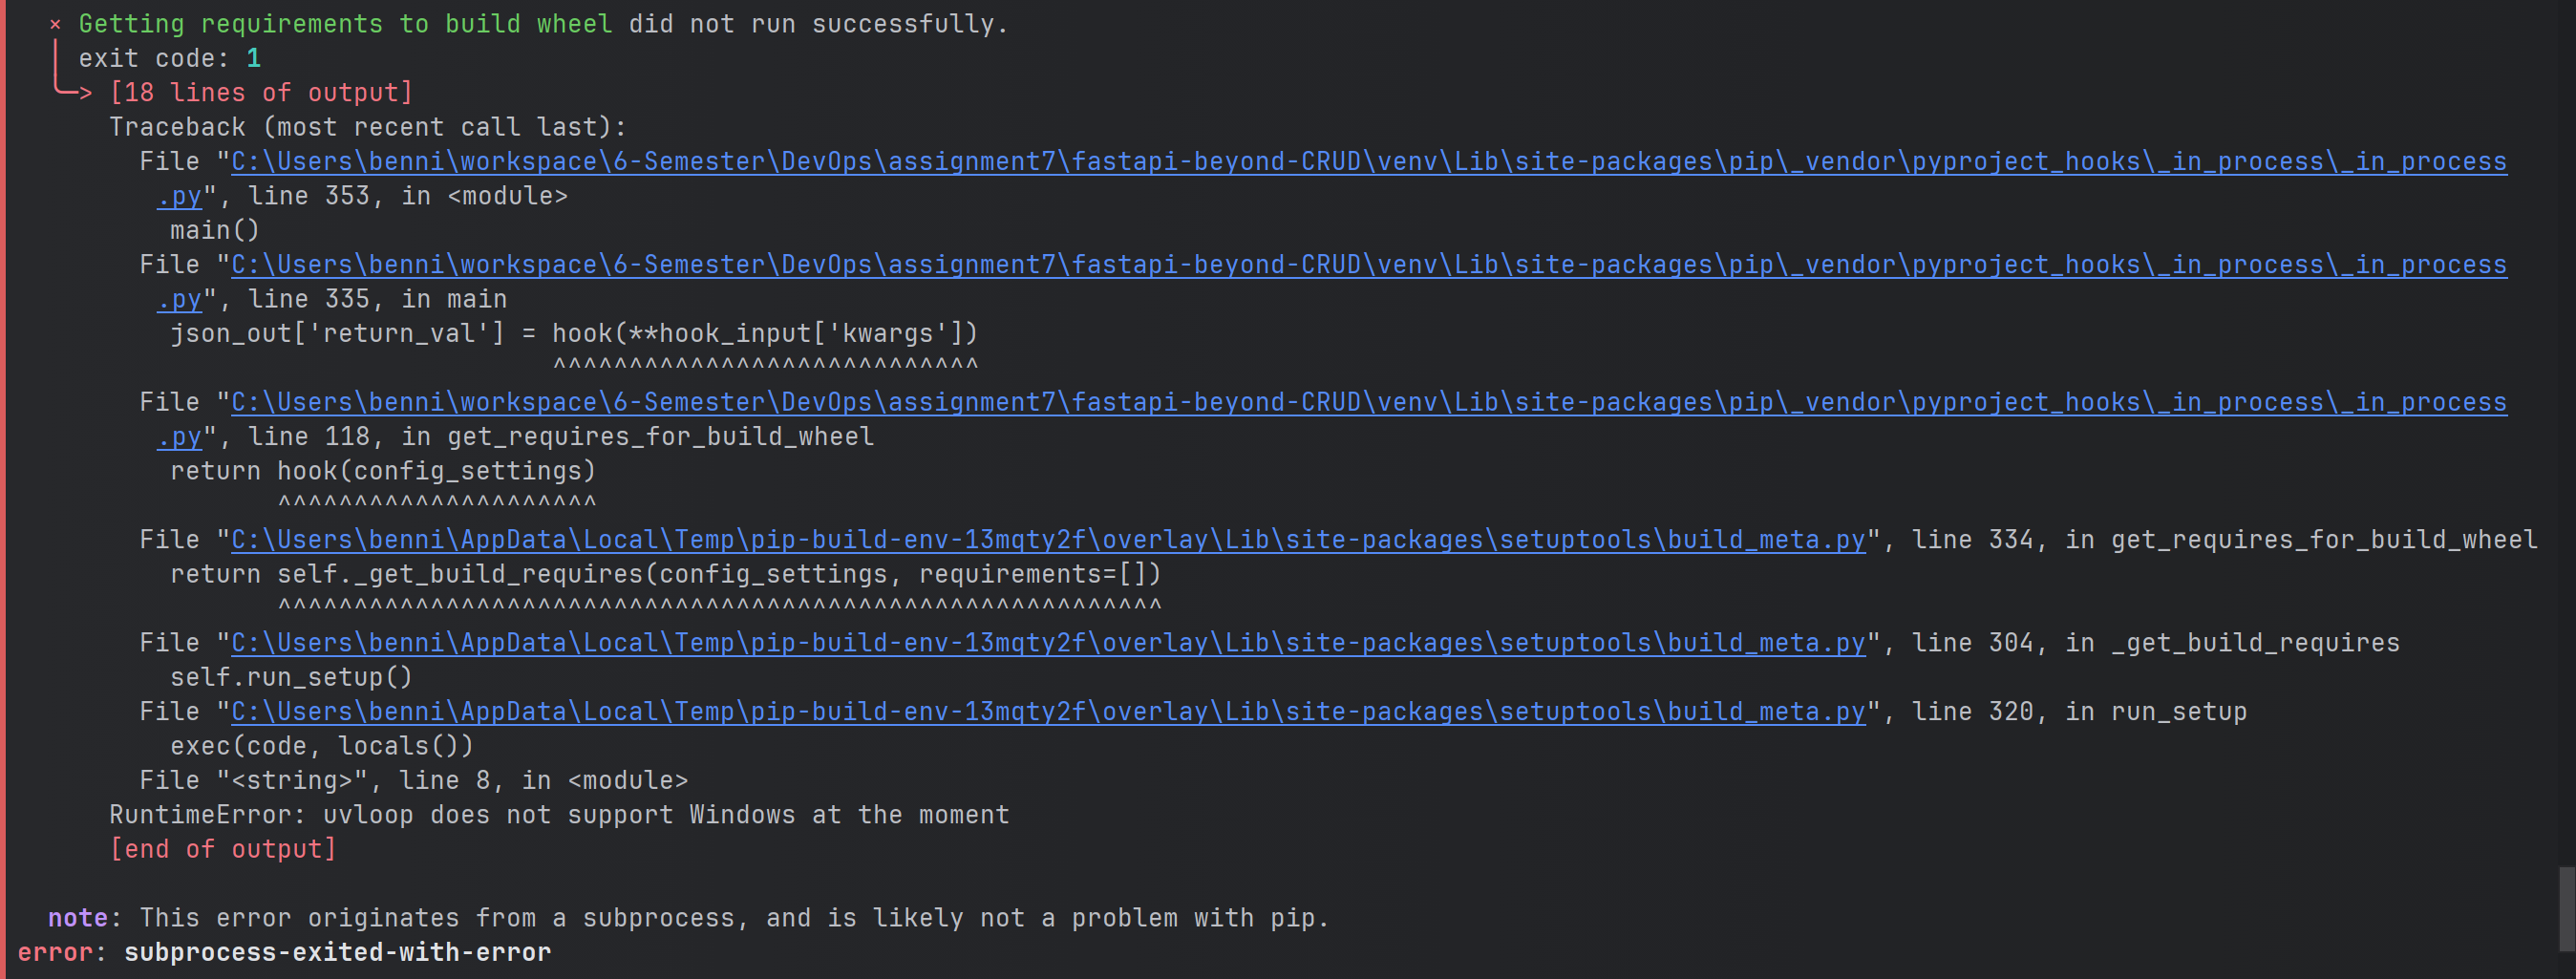 × Getting requirements to build wheel did not run successfully.
│ exit code: 1
╰─> [18 lines of output]
Traceback (most recent call last):
File "C:\Users\benni\workspace\6-Semester\DevOps\assignment7\fastapi-beyond-CRUD\venv\Lib\site-packages\pip\_vendor\pyproject_hooks\_in_process\_in_process
.py", line 353, in <module>
main()
File "C:\Users\benni\workspace\6-Semester\DevOps\assignment7\fastapi-beyond-CRUD\venv\Lib\site-packages\pip\_vendor\pyproject_hooks\_in_process\_in_process
.py", line 335, in main
json_out['return_val'] = hook(**hook_input['kwargs'])
^^^^^^^^^^^^^^^^^^^^^^^^^^^^
File "C:\Users\benni\workspace\6-Semester\DevOps\assignment7\fastapi-beyond-CRUD\venv\Lib\site-packages\pip\_vendor\pyproject_hooks\_in_process\_in_process
.py", line 118, in get_requires_for_build_wheel
return hook(config_settings)
^^^^^^^^^^^^^^^^^^^^^
File "C:\Users\benni\AppData\Local\Temp\pip-build-env-13mqty2f\overlay\Lib\site-packages\setuptools\build_meta.py", line 334, in get_requires_for_build_wheel
return self._get_build_requires(config_settings, requirements=[])
^^^^^^^^^^^^^^^^^^^^^^^^^^^^^^^^^^^^^^^^^^^^^^^^^^^^^^^^^^
File "C:\Users\benni\AppData\Local\Temp\pip-build-env-13mqty2f\overlay\Lib\site-packages\setuptools\build_meta.py", line 304, in _get_build_requires
self.run_setup()
File "C:\Users\benni\AppData\Local\Temp\pip-build-env-13mqty2f\overlay\Lib\site-packages\setuptools\build_meta.py", line 320, in run_setup
exec(code, locals())
File "<string>", line 8, in <module>
RuntimeError: uvloop does not support Windows at the moment
[end of output]
note: This error originates from a subprocess, and is likely not a problem with pip.
error: subprocess-exited-with-error